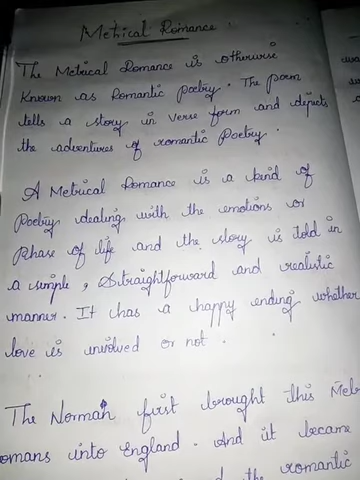 Metrical Romance
The Metrical Romance is otherwise
known as Romantic Poetry. The poem
tells a story in verse form and depicts
the adventures of romantic Poetry.
A Metrical Romance is a kind of
Poetry dealing with the emotions or
Phase of life and the story is told in
a simple, Straightforward and realistic
manner. It has a happy ending whether
love is involved or not.
The Norman first brought this Met
omans into England. And it became
and the romantic